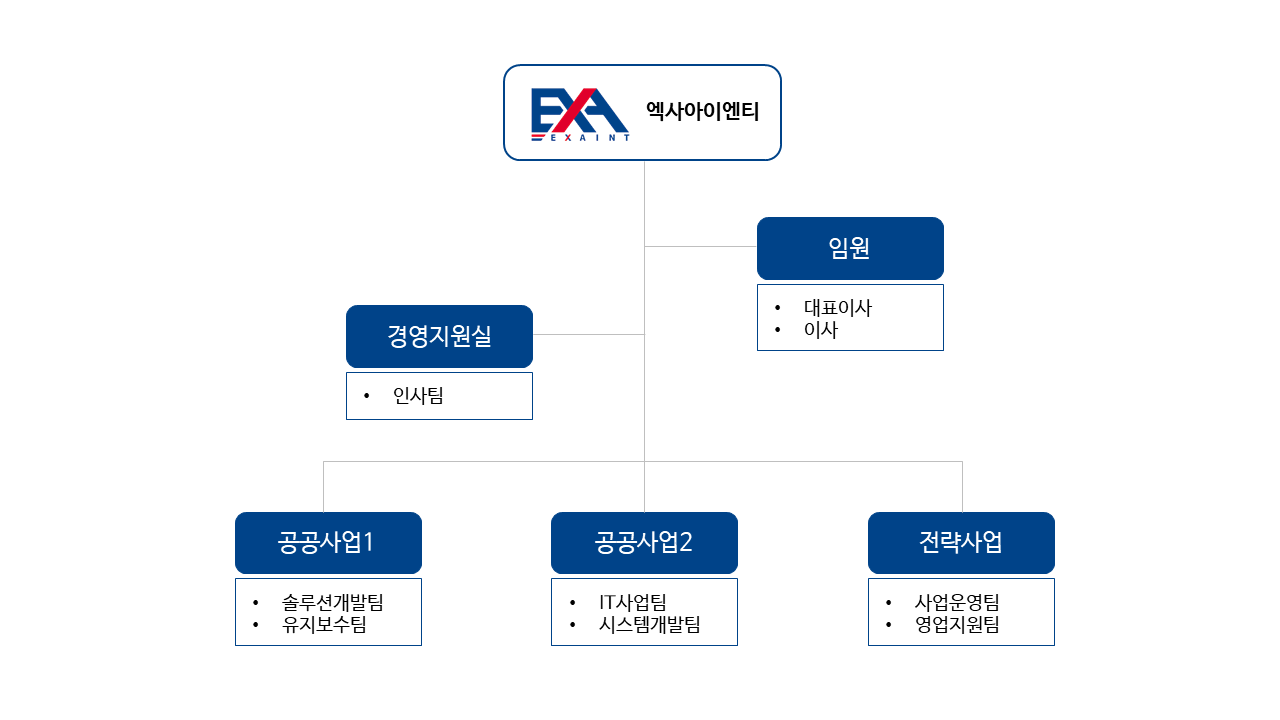 EXA
EXAINT
엑사아이엔티
임원
• 대표이사
• 이사
경영지원실
• 인사팀
공공사업1
• 솔루션개발팀
• 유지보수팀
공공사업2
• IT사업팀
• 시스템개발팀
전략사업
• 사업운영팀
• 영업지원팀